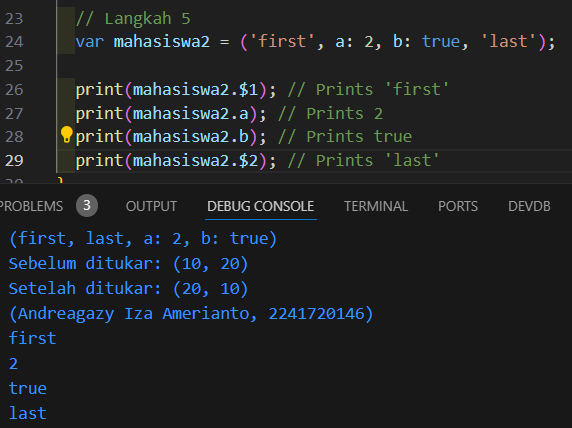 23 // Langkah 5
24 var mahasiswa2 = ('first', a: 2, b: true, 'last');
25
26 print(mahasiswa2.$1); // Prints 'first'
27 print(mahasiswa2.a); // Prints 2
28 print(mahasiswa2.b); // Prints true
29 print(mahasiswa2.$2); // Prints 'last'
30 }
PROBLEMS 3 OUTPUT DEBUG CONSOLE TERMINAL PORTS DEVDB
(first, last, a: 2, b: true)
Sebelum ditukar: (10, 20)
Setelah ditukar: (20, 10)
(Andreagazy Iza Amerianto, 2241720146)
first
2
true
last